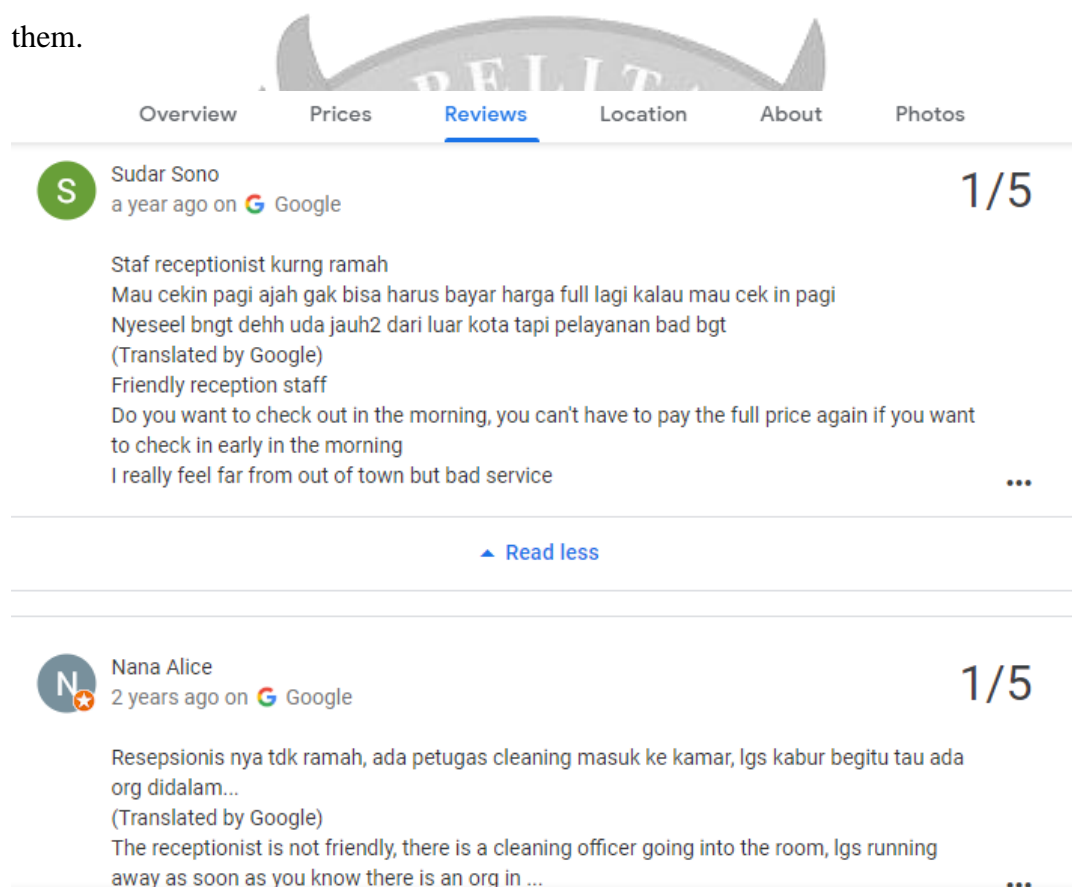 them.
PELITA
Overview Prices Reviews Location About Photos
S
Sudar Sono
1/5
a year ago on G Google
Staf receptionist kurng ramah
Mau cekin pagi ajah gak bisa harus bayar harga full lagi kalau mau cek in pagi
Nyeseel bngt dehh uda jauh2 dari luar kota tapi pelayanan bad bgt
(Translated by Google)
Friendly reception staff
Do you want to check out in the morning, you can't have to pay the full price again if you want
to check in early in the morning
I really feel far from out of town but bad service
Read less
N
Nana Alice
1/5
2 years ago on G Google
Resepsionis nya tdk ramah, ada petugas cleaning masuk ke kamar, lgs kabur begitu tau ada
org didalam...
(Translated by Google)
The receptionist is not friendly, there is a cleaning officer going into the room, lgs running
away as soon as you know there is an org in ...